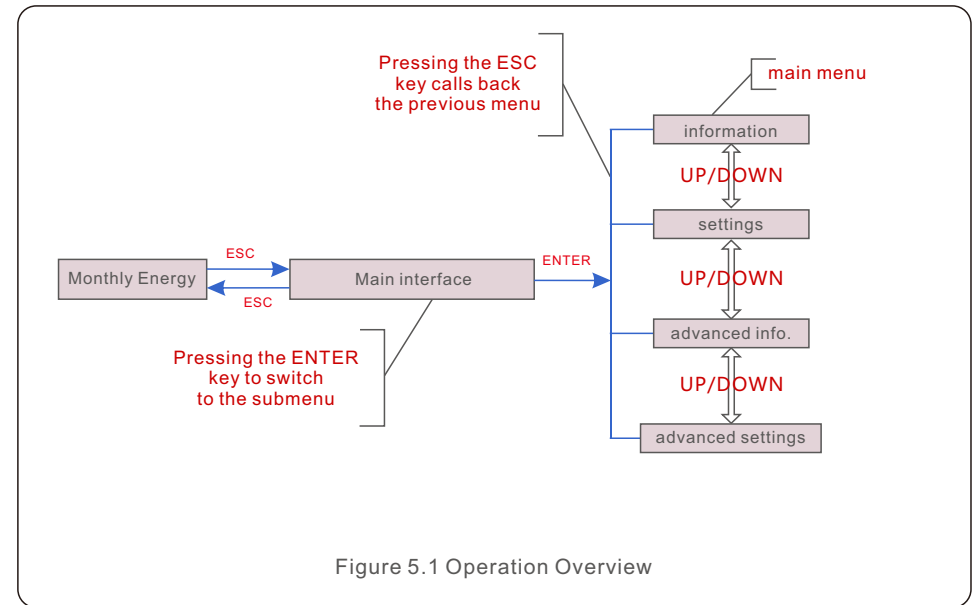 Pressing the ESC
key calls back
the previous menu
main menu
information
UP/DOWN
settings
ESC
ENTER
Monthly Energy
Main interface
UP/DOWN
ESC
advanced info.
Pressing the ENTER
key to switch
to the submenu
UP/DOWN
advanced settings
Figure 5.1 Operation Overview